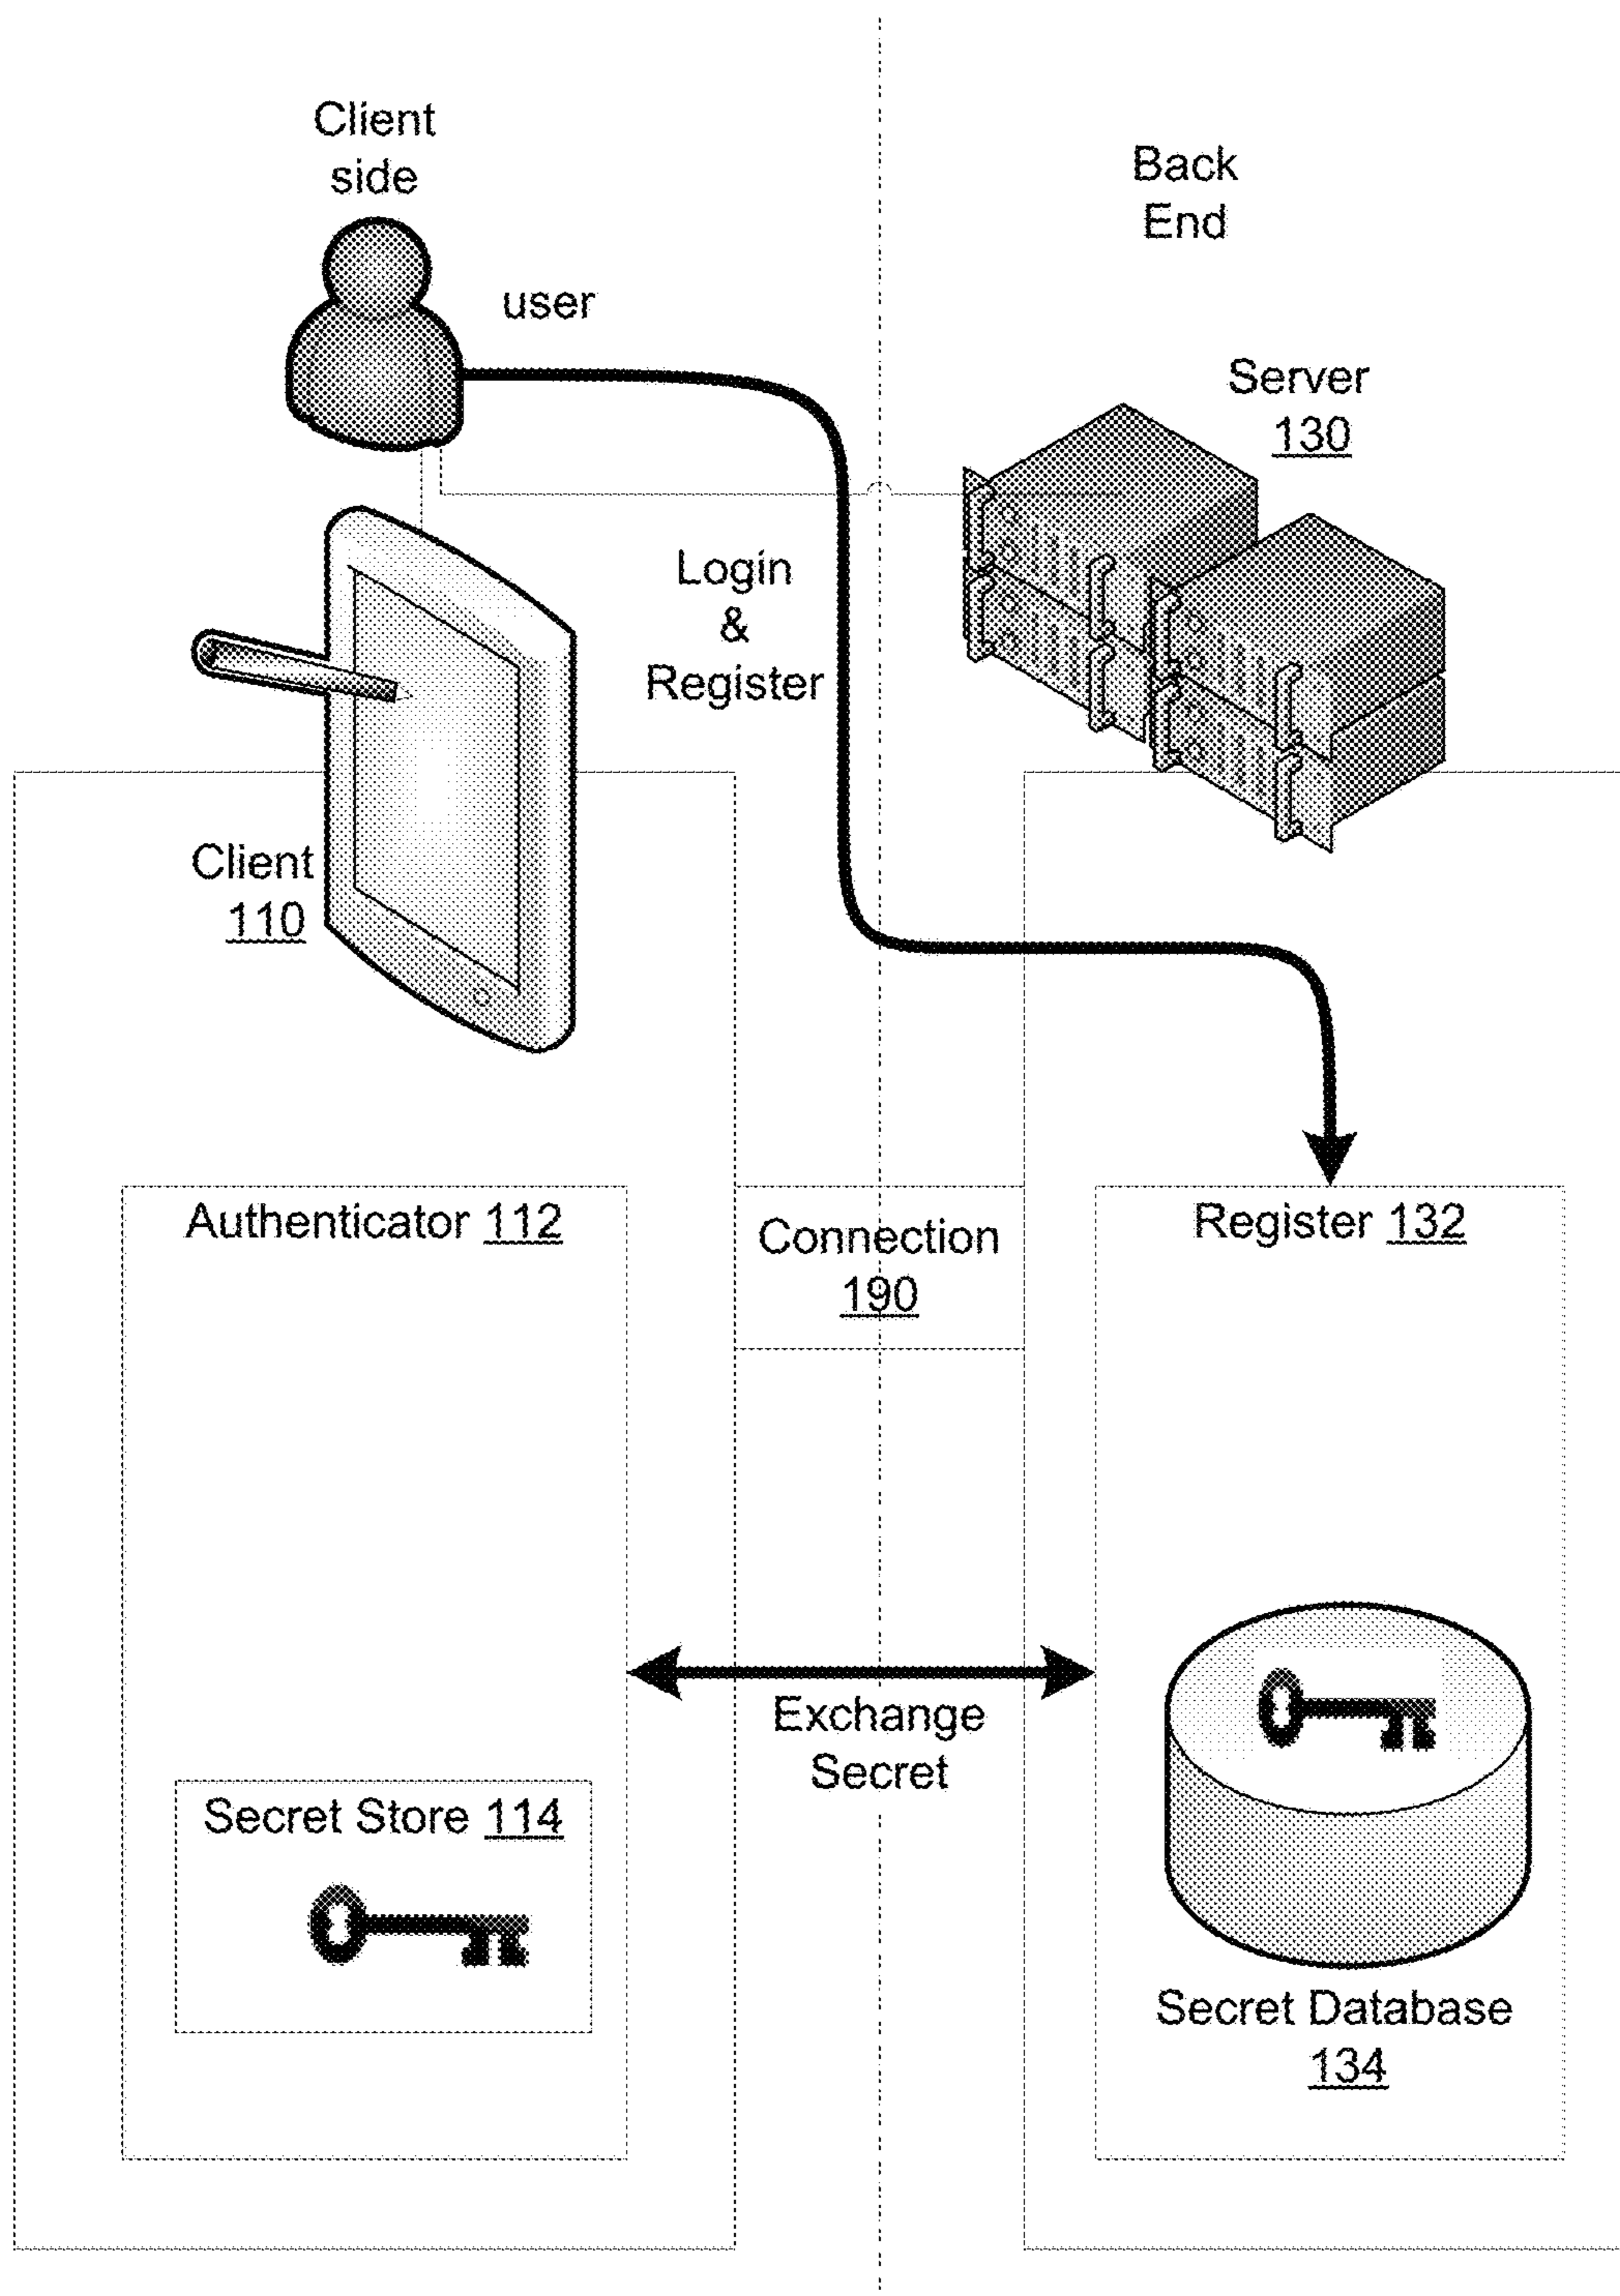 Client
side
user
Back
End
Server
130
Login
&
Register
Client
110
Authenticator 112
Connection
190
Register 132
Exchange
Secret
Secret Store 114
Secret Database
134